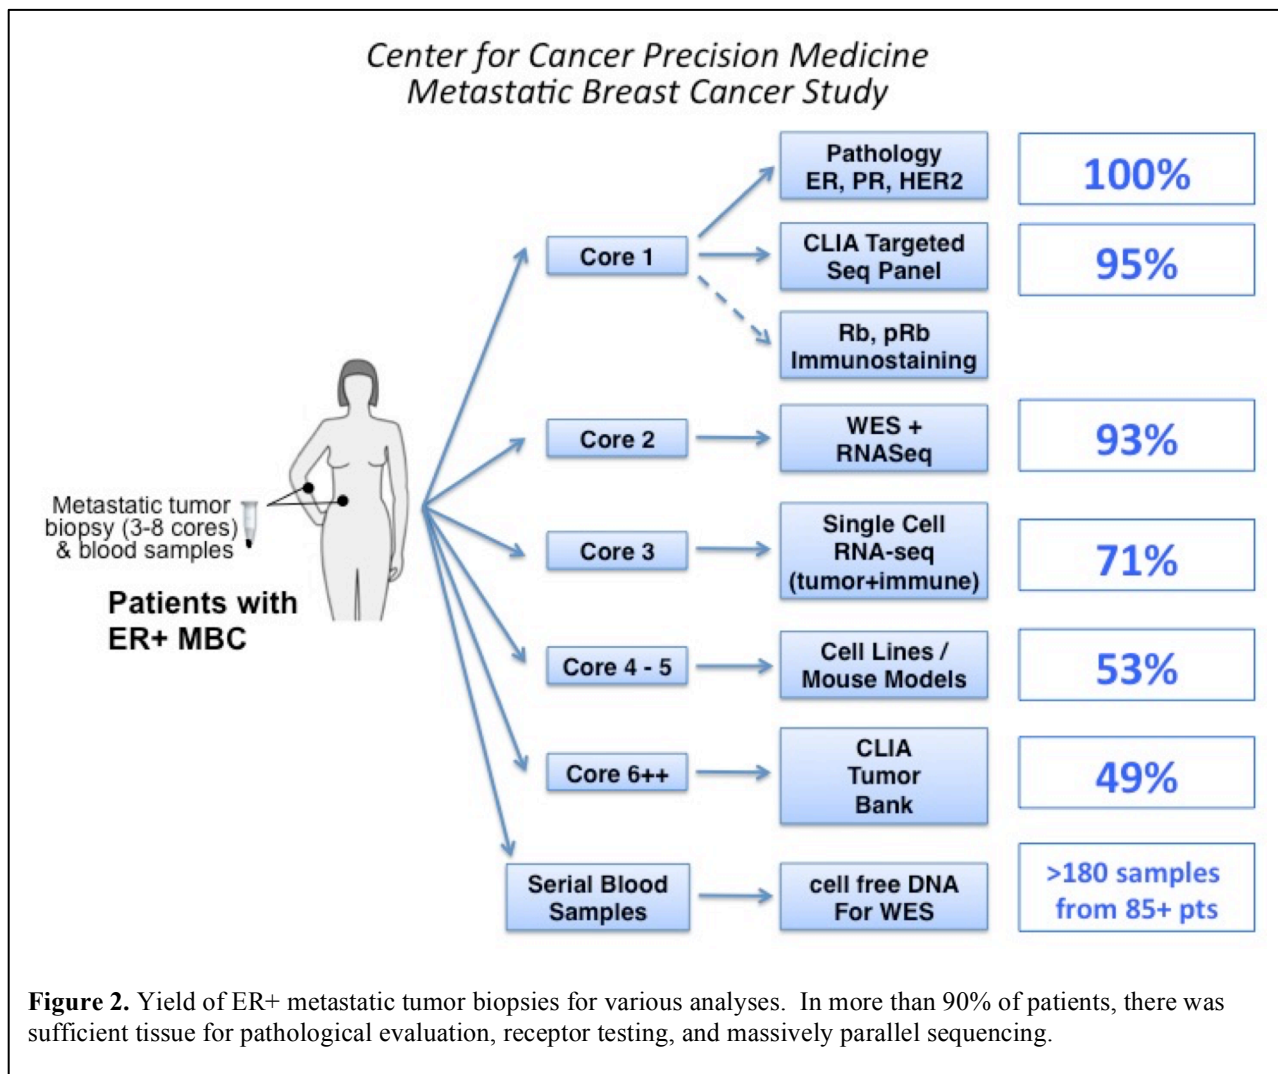 Center for Cancer Precision Medicine
Metastatic Breast Cancer Study
Pathology
ER, PR, HER2
100%
Core 1
CLIA Targeted
Seq Panel
95%
Rb, pRb
Immunostaining
Core 2
WES +
RNASeq
93%
Metastatic tumor
biopsy (3-8 cores)
& blood samples
Patients with
ER+ MBC
Core 3
Single Cell
RNA-seq
(tumor+immune)
71%
Core 4 - 5
Cell Lines /
Mouse Models
53%
Core 6++
CLIA
Tumor
Bank
49%
Serial Blood
Samples
cell free DNA
For WES
>180 samples
from 85+ pts
Figure 2. Yield of ER+ metastatic tumor biopsies for various analyses. In more than 90% of patients, there was
sufficient tissue for pathological evaluation, receptor testing, and massively parallel sequencing.